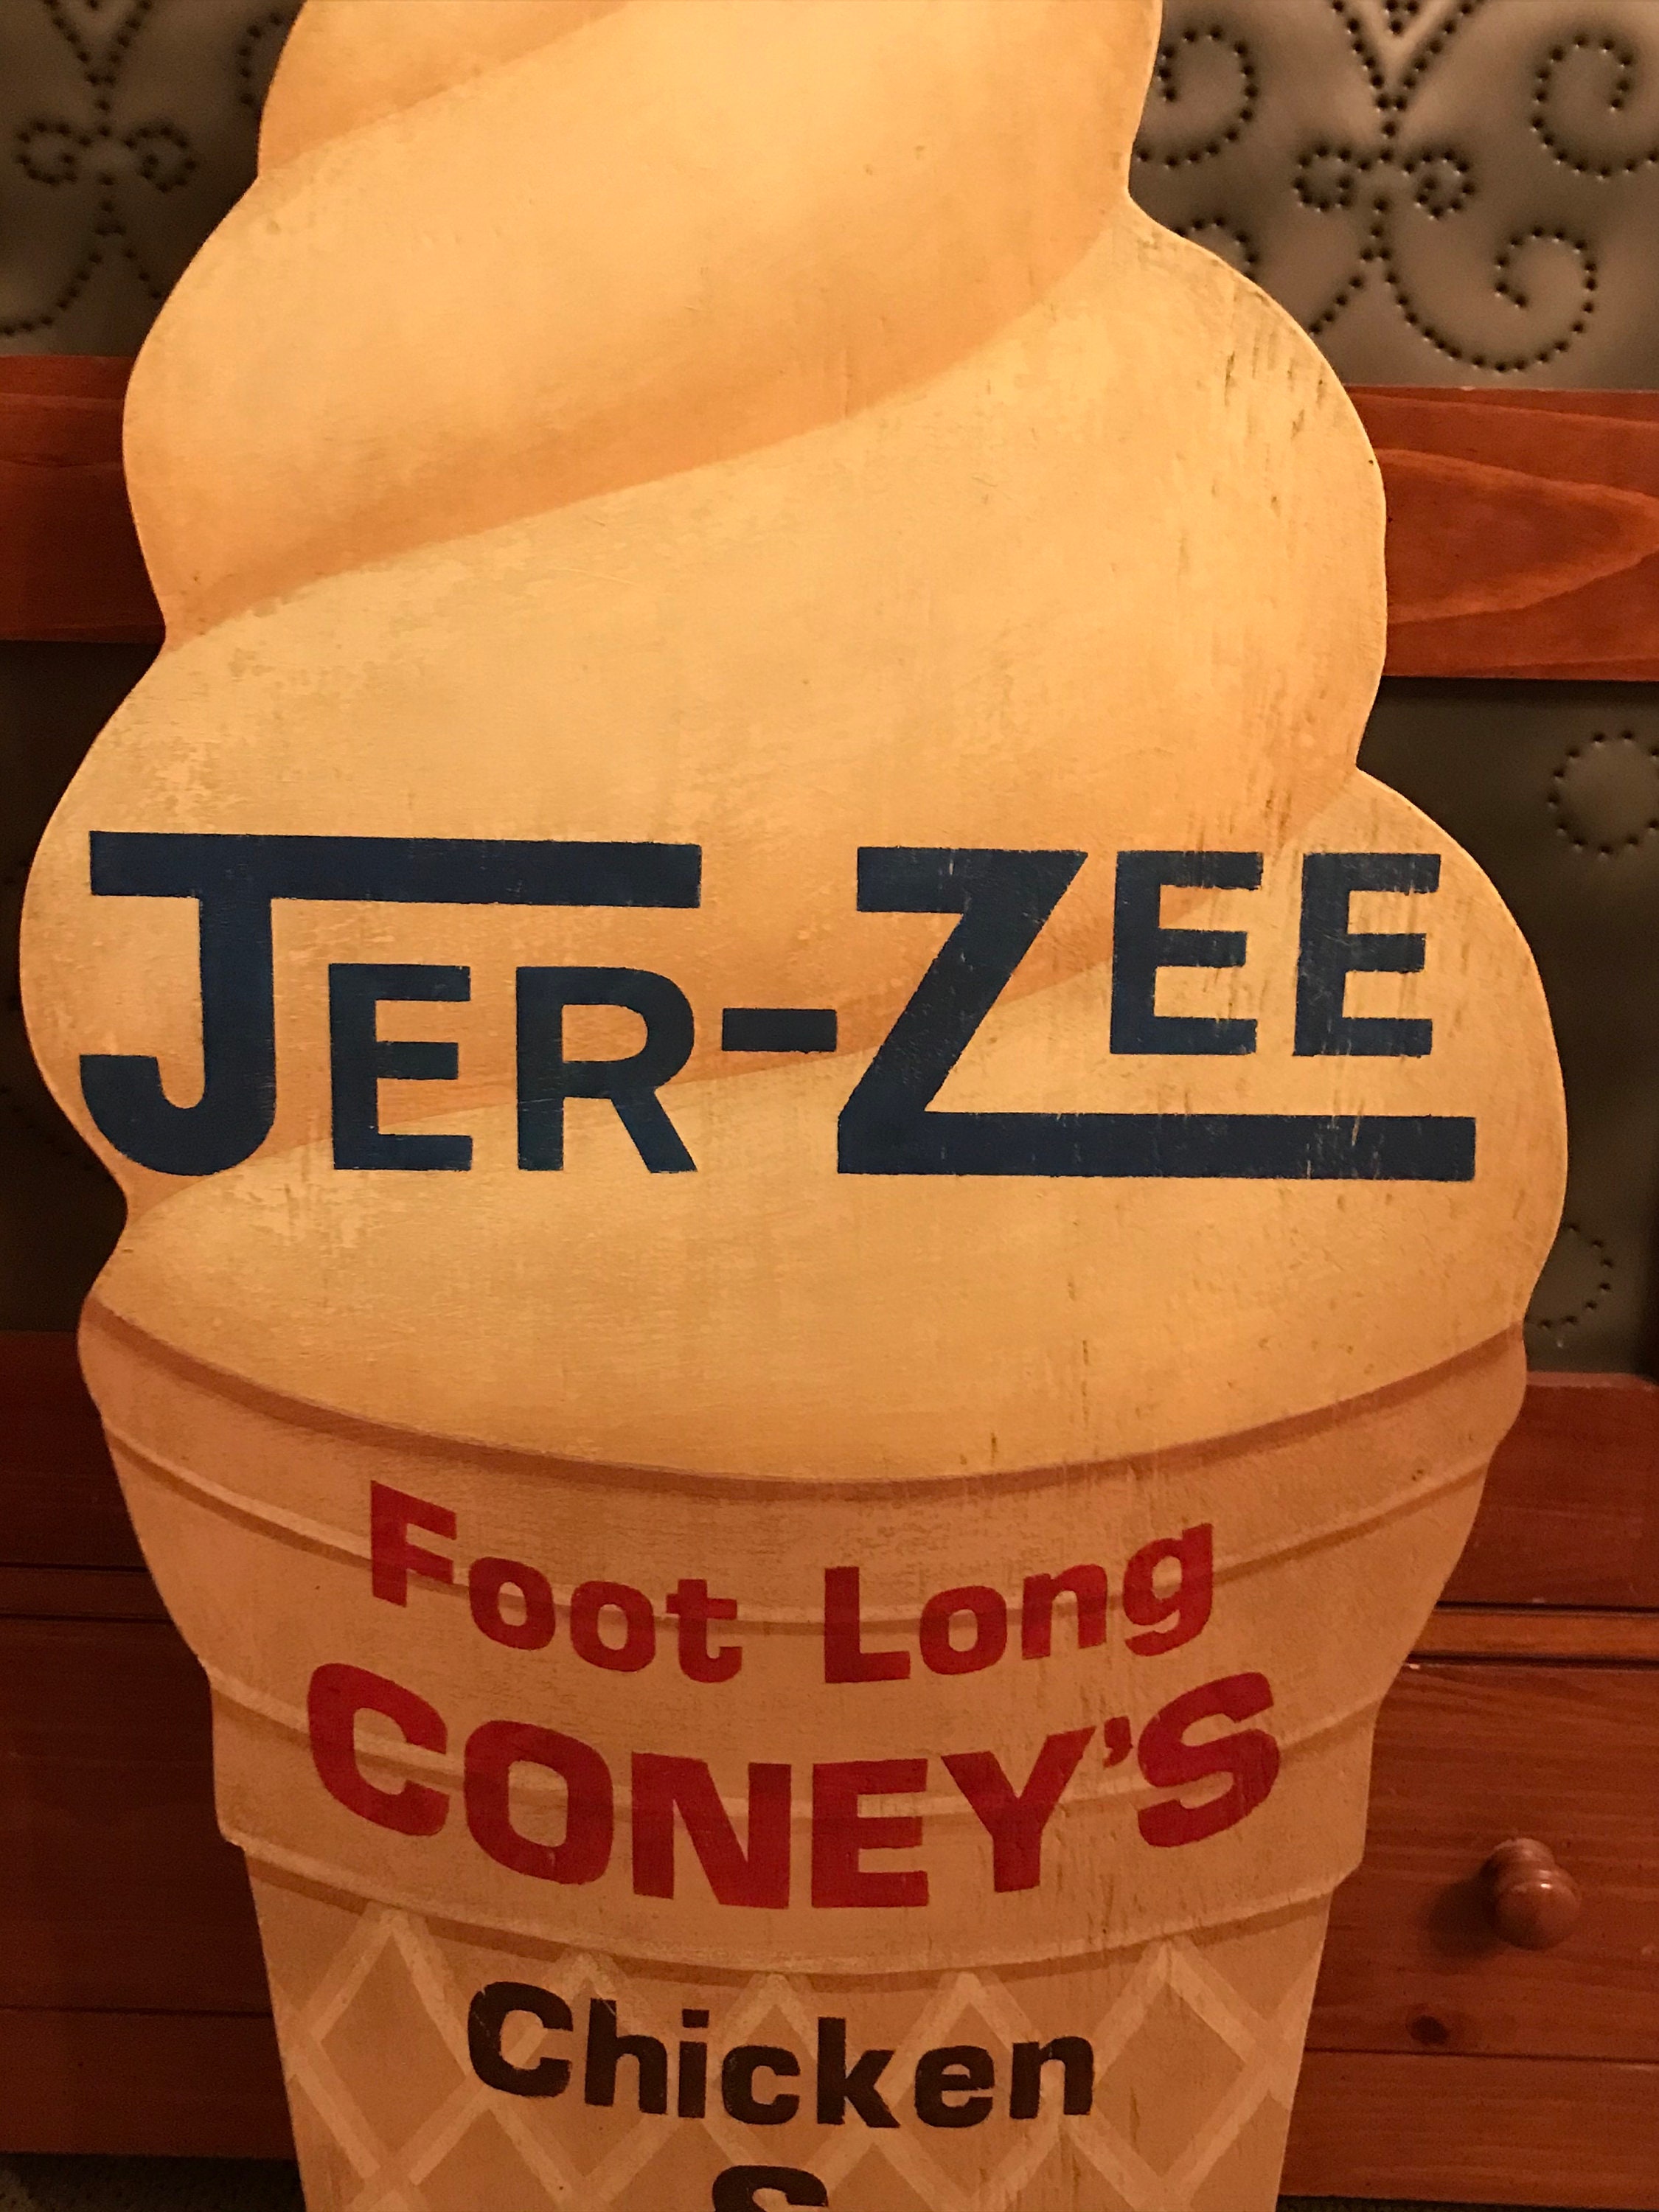 JER-ZEE
Foot Long
CONEY'S
Chicken